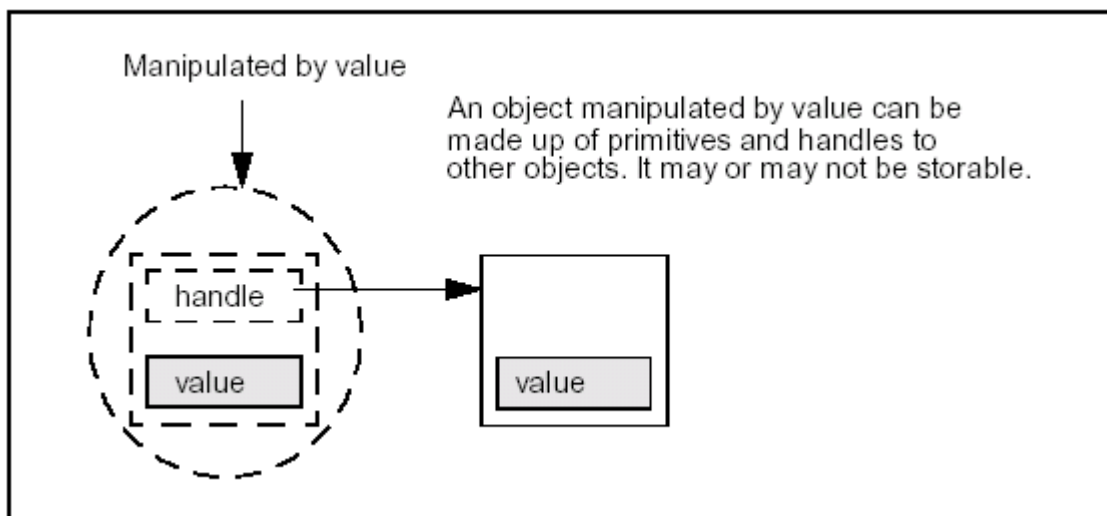 Manipulated by value
An object manipulated by value can be
made up of primitives and handles to
other objects. It may or may not be storable.
handle
value
value